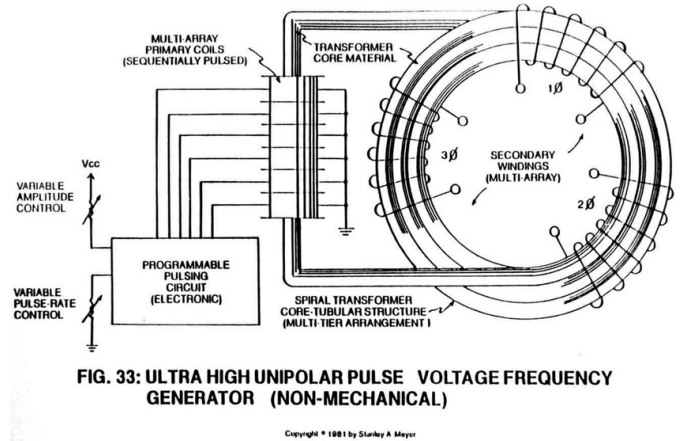 MULTI-ARRAY
PRIMARY COILS
(SEQUENTIALLY PULSED)
TRANSFORMER
CORE MATERIAL
1Ø
3Ø
SECONDARY
WINDINGS
(MULTI-ARRAY)
2Ø
Vcc
VARIABLE
AMPLITUDE
CONTROL
PROGRAMMABLE
PULSING
CIRCUIT
(ELECTRONIC)
VARIABLE
PULSE-RATE
CONTROL
SPIRAL TRANSFORMER
CORE-TUBULAR STRUCTURE
(MULTI-TIER ARRANGEMENT)
FIG. 33: ULTRA HIGH UNIPOLAR PULSE VOLTAGE FREQUENCY
GENERATOR (NON-MECHANICAL)
Copyright © 1981 by Stanley A Meyer